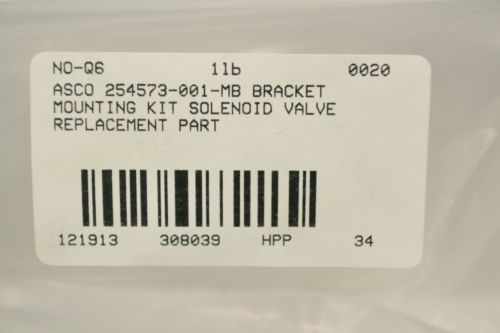 NO-Q6 1lb 0020
ASCO 254573-001-MB BRACKET
MOUNTING KIT SOLENOID VALVE
REPLACEMENT PART
121913 308039 HPP 34